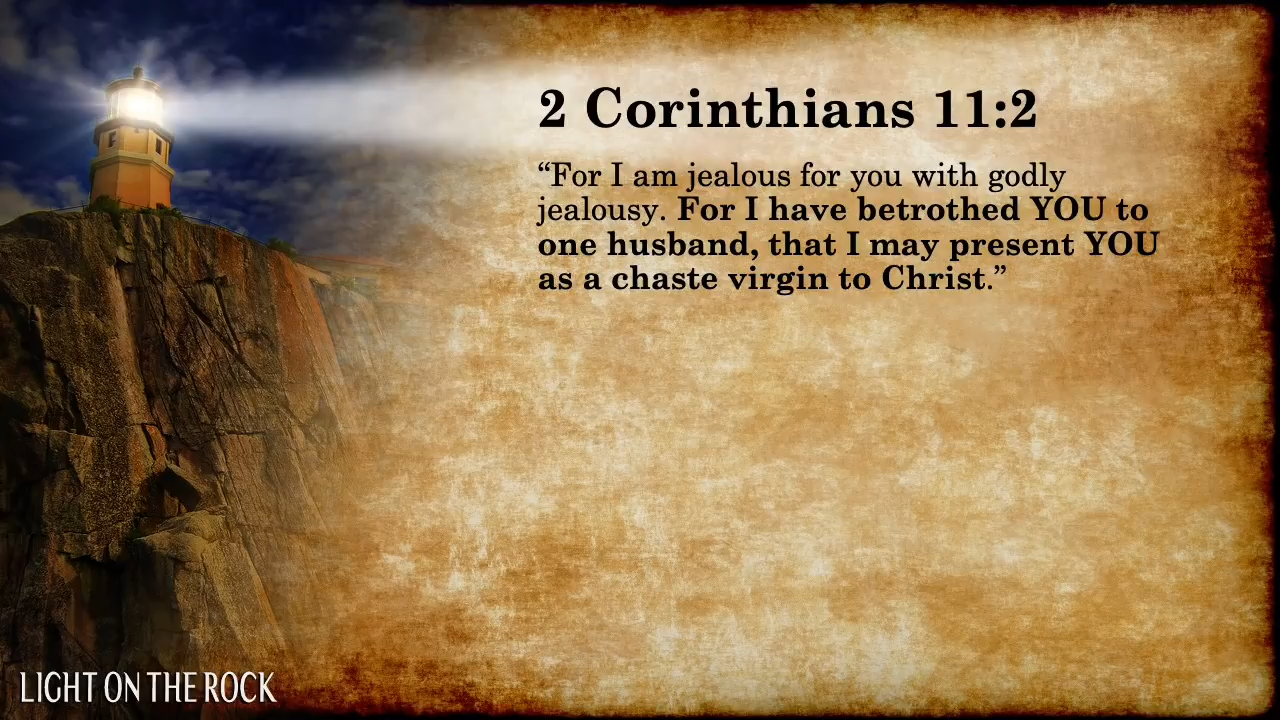 2 Corinthians 11:2
“For I am jealous for you with godly
jealousy. For I have betrothed YOU to
one husband, that I may present YOU
as a chaste virgin to Christ.”
LIGHT ON THE ROCK